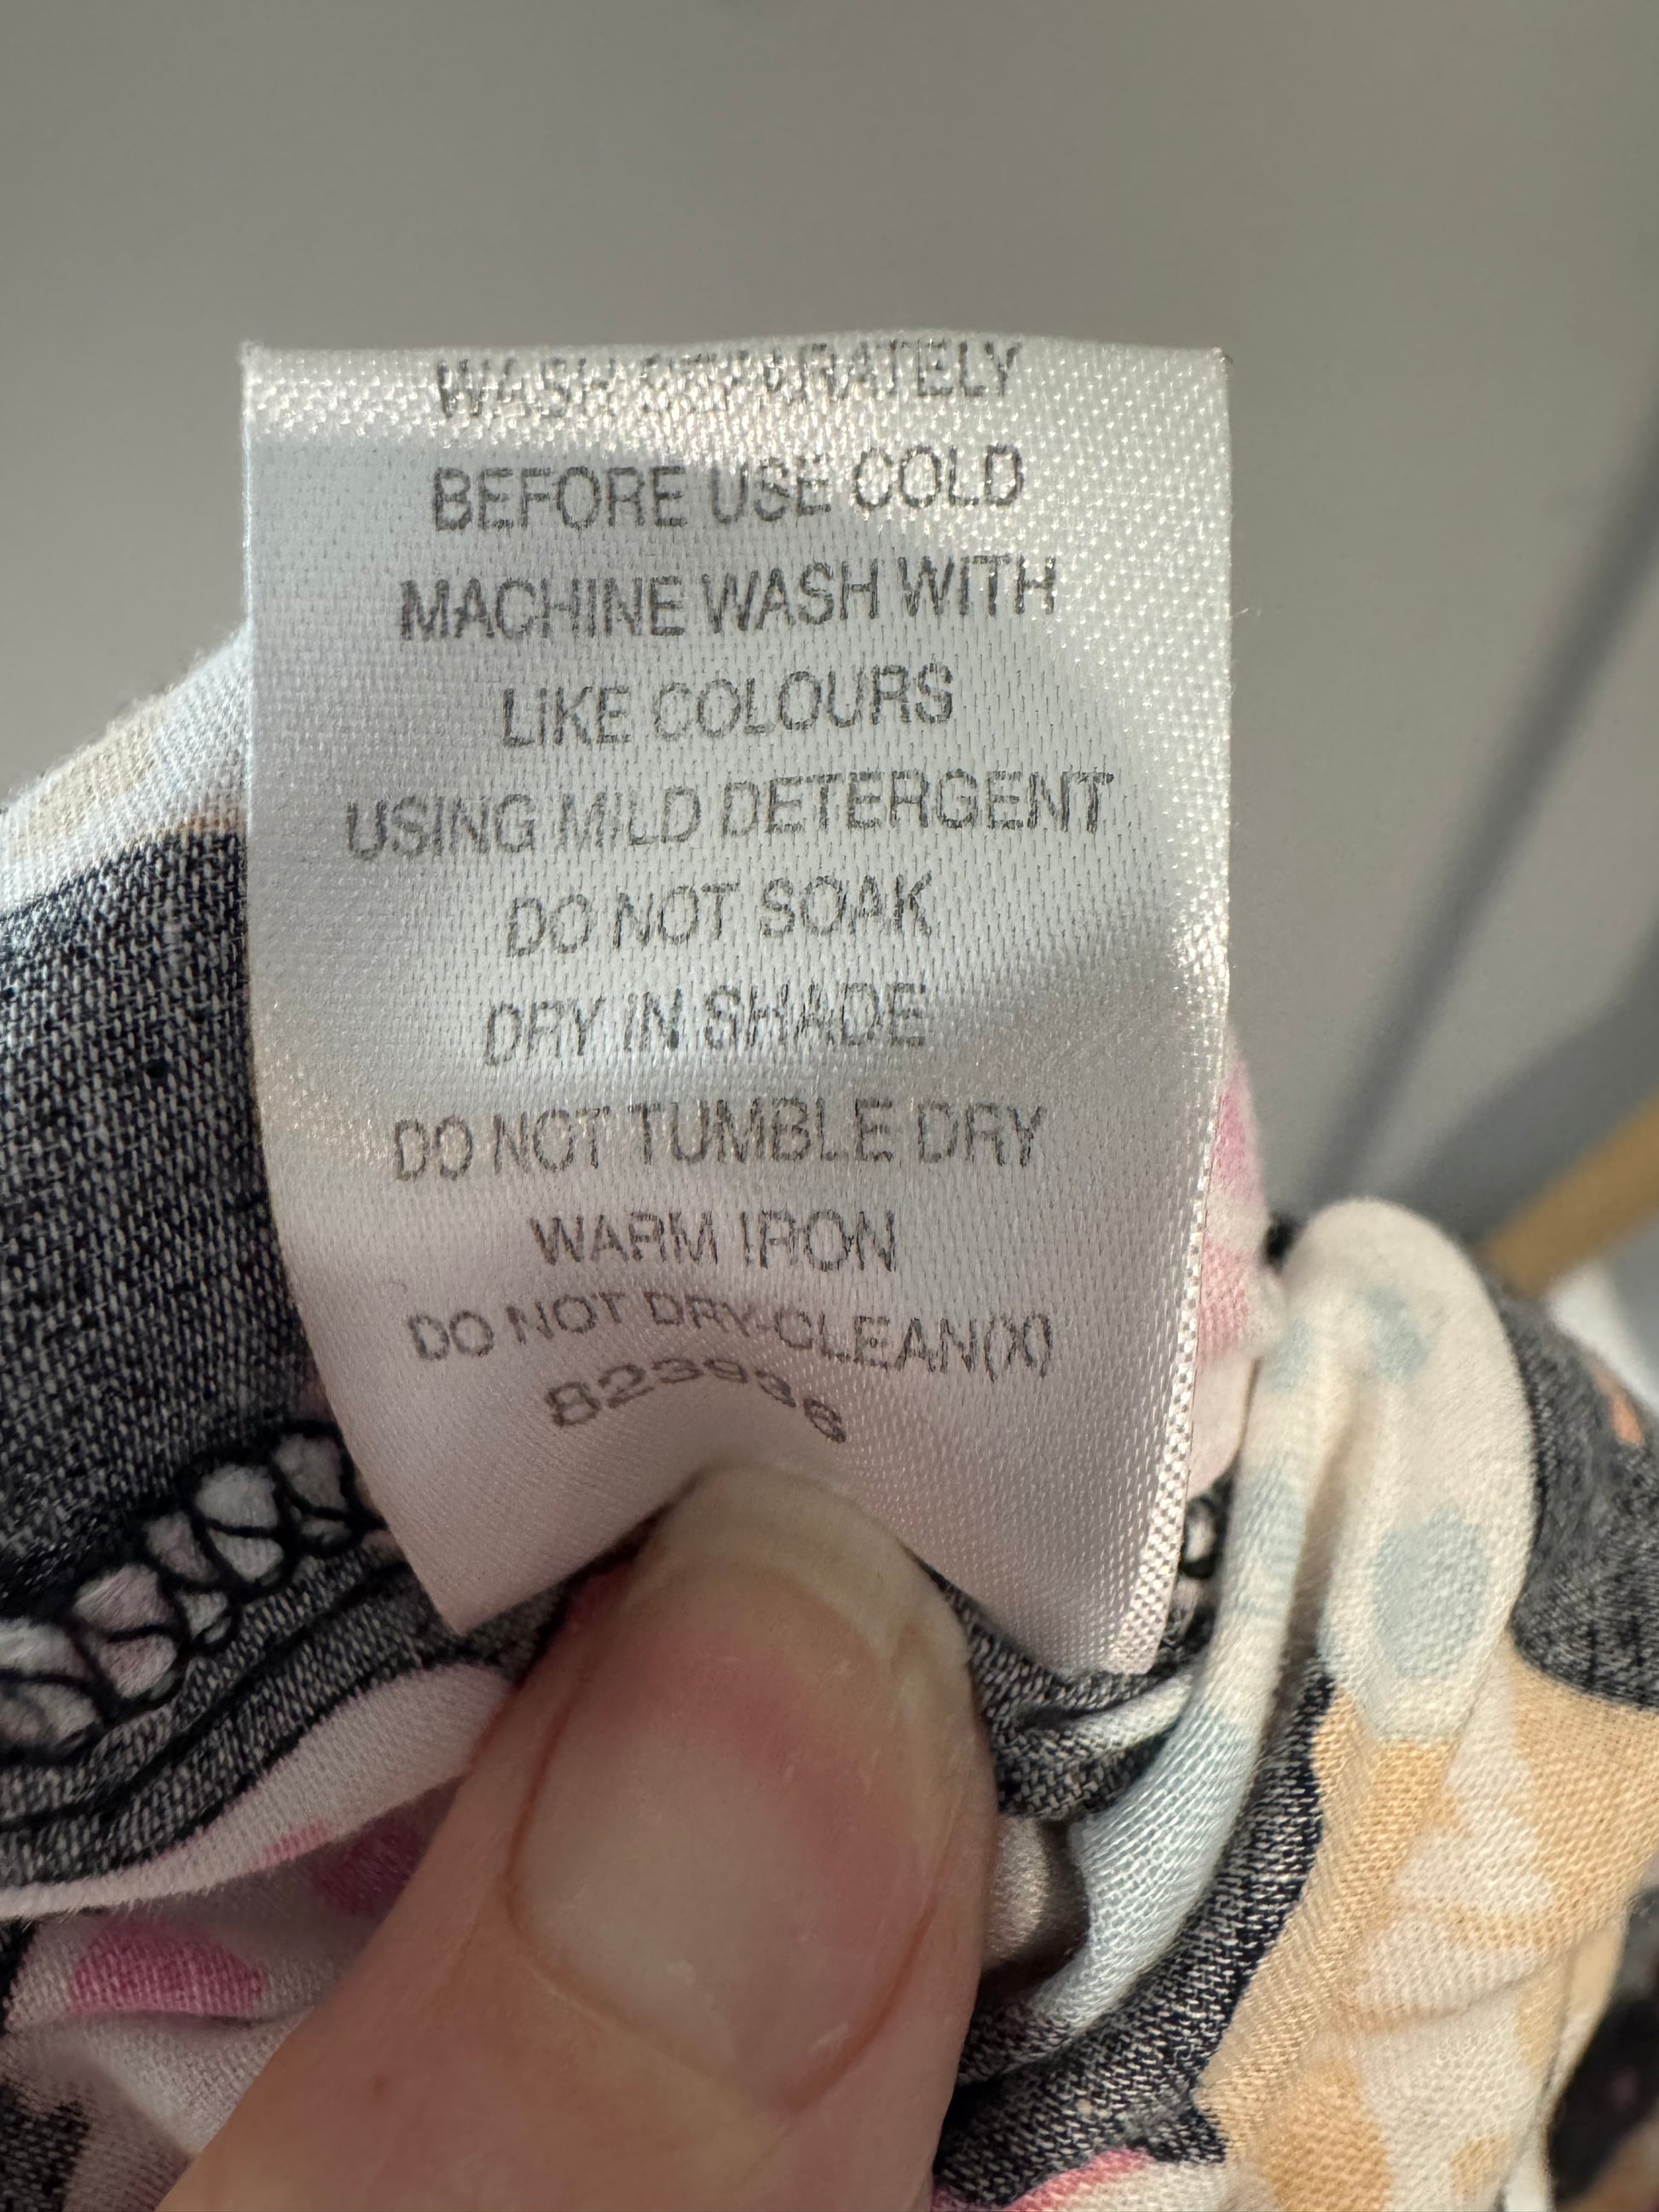 WASH SEPARATELY
BEFORE USE COLD
MACHINE WASH WITH
LIKE COLOURS
USING MILD DETERGENT
DO NOT SOAK
DRY IN SHADE
DO NOT TUMBLE DRY
WARM IRON
DO NOT DRY-CLEAN(X)
823936